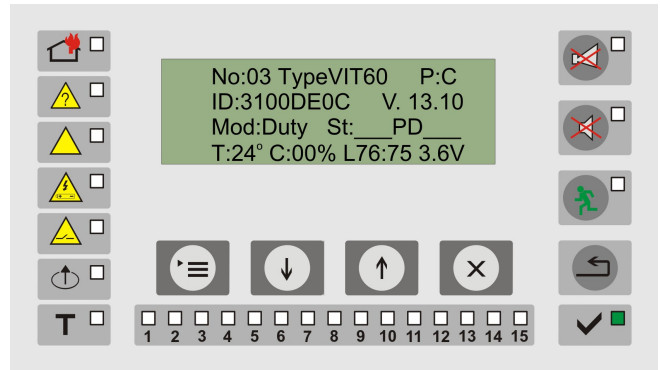 No:03 TypeVIT60 P:C
ID:3100DE0C V. 13.10
Mod:Duty St:___PD___
T:24° C:00% L76:75 3.6V
?
T
1 2 3 4 5 6 7 8 9 10 11 12 13 14 15